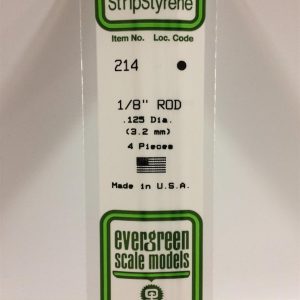 StripStyrene
Item No. Loc. Code
214
1/8" ROD
.125 Dia.
(3.2 mm)
4 Pieces
Made in U.S.A.
evergreen
scale models